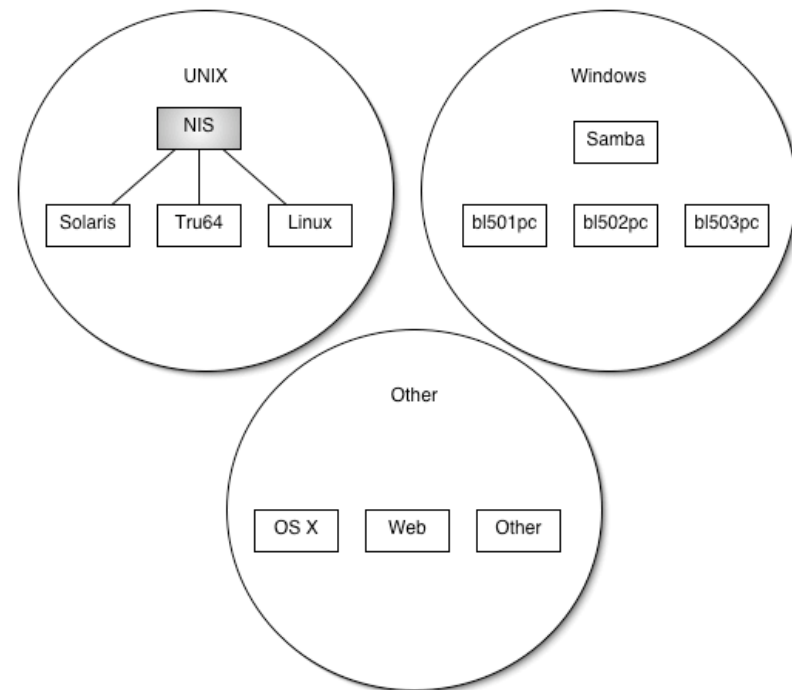 UNIX
NIS
Solaris
Tru64
Linux
Windows
Samba
bl501pc
bl502pc
bl503pc
Other
OS X
Web
Other